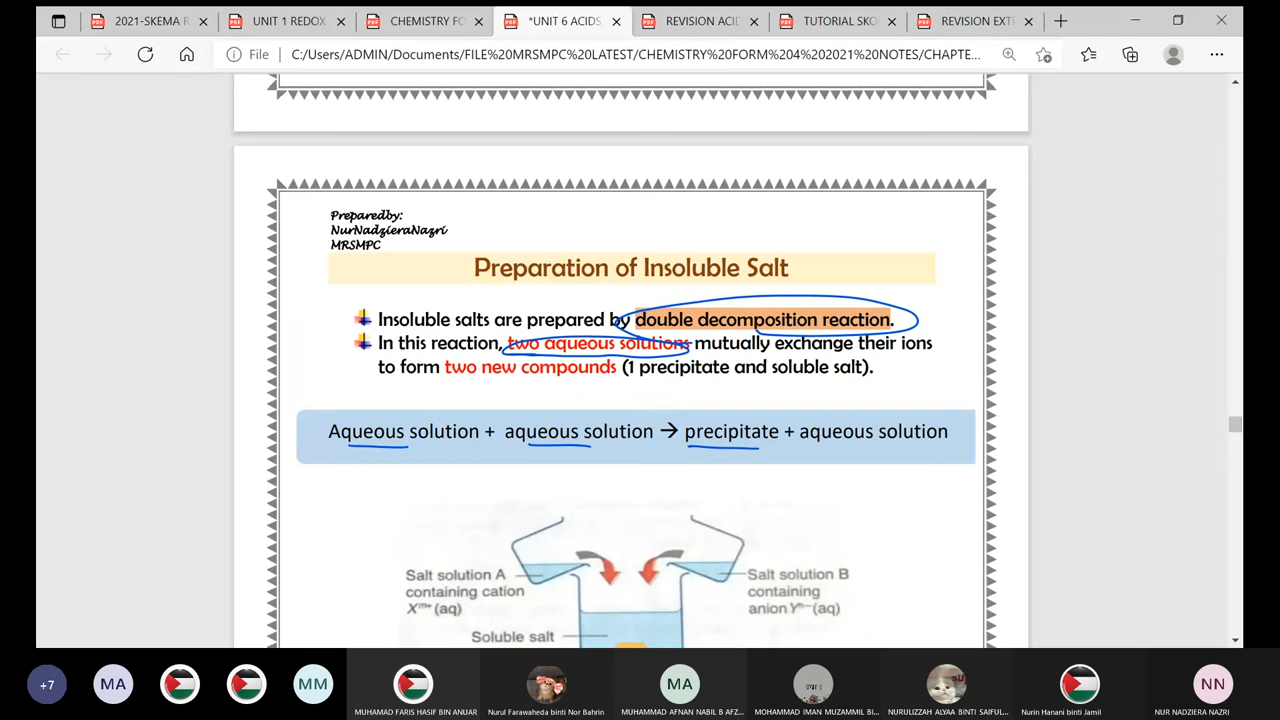 2021-SKEMA R
UNIT 1 REDOX
CHEMISTRY FO
*UNIT 6 ACIDS
REVISION ACID
TUTORIAL SKO
REVISION EXTE
File
C:/Users/ADMIN/Documents/FILE%20MRSMPC%20LATEST/CHEMISTRY%20FORM%204%202021%20NOTES/CHAPTE...
Preparedby:
NurNadzieraNazri
MRSMPC
Preparation of Insoluble Salt
Insoluble salts are prepared by double decomposition reaction.
In this reaction, two aqueous solutions mutually exchange their ions
to form two new compounds (1 precipitate and soluble salt).
Aqueous solution + aqueous solution → precipitate + aqueous solution
Salt solution A
containing cation
Xᵐ⁺ (aq)
Salt solution B
containing
anion Yⁿ⁻(aq)
Soluble salt
+7
MA
MM
MA
NN
MUHAMAD FARIS HASIF BIN ANUAR
Nurul Farawaheda binti Nor Bahrin
MUHAMMAD AFNAN NABIL B AFZ...
MOHAMMAD IMAN MUZAMMIL BI...
NURULIZZAH ALYAA BINTI SAIFUL...
Nurin Hanani binti Jamil
NUR NADZIERA NAZRI